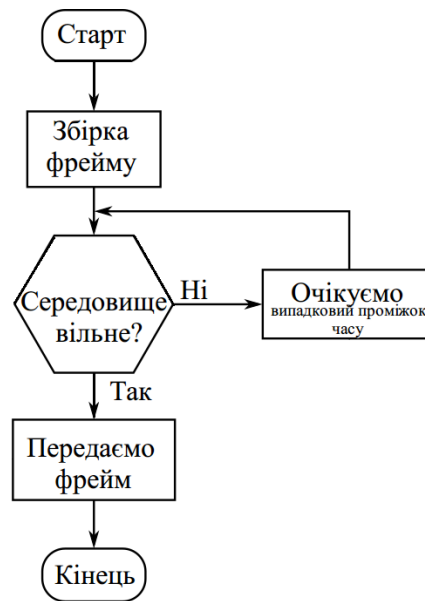 Старт
Збірка
фрейму
Середовище
вільне?
Ні
Очікуємо
випадковий проміжок
часу
Так
Передаємо
фрейм
Кінець